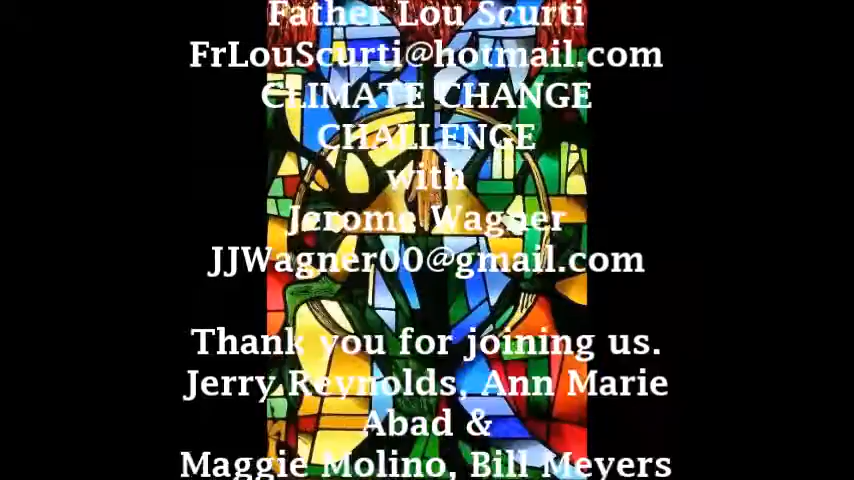 Father Lou Scurti
FrLouScurti@hotmail.com
CLIMATE CHANGE
CHALLENGE
with
Jerome Wagner
JJWagner00@gmail.com
Thank you for joining us.
Jerry Reynolds, Ann Marie
Abad &
Maggie Molino, Bill Meyers